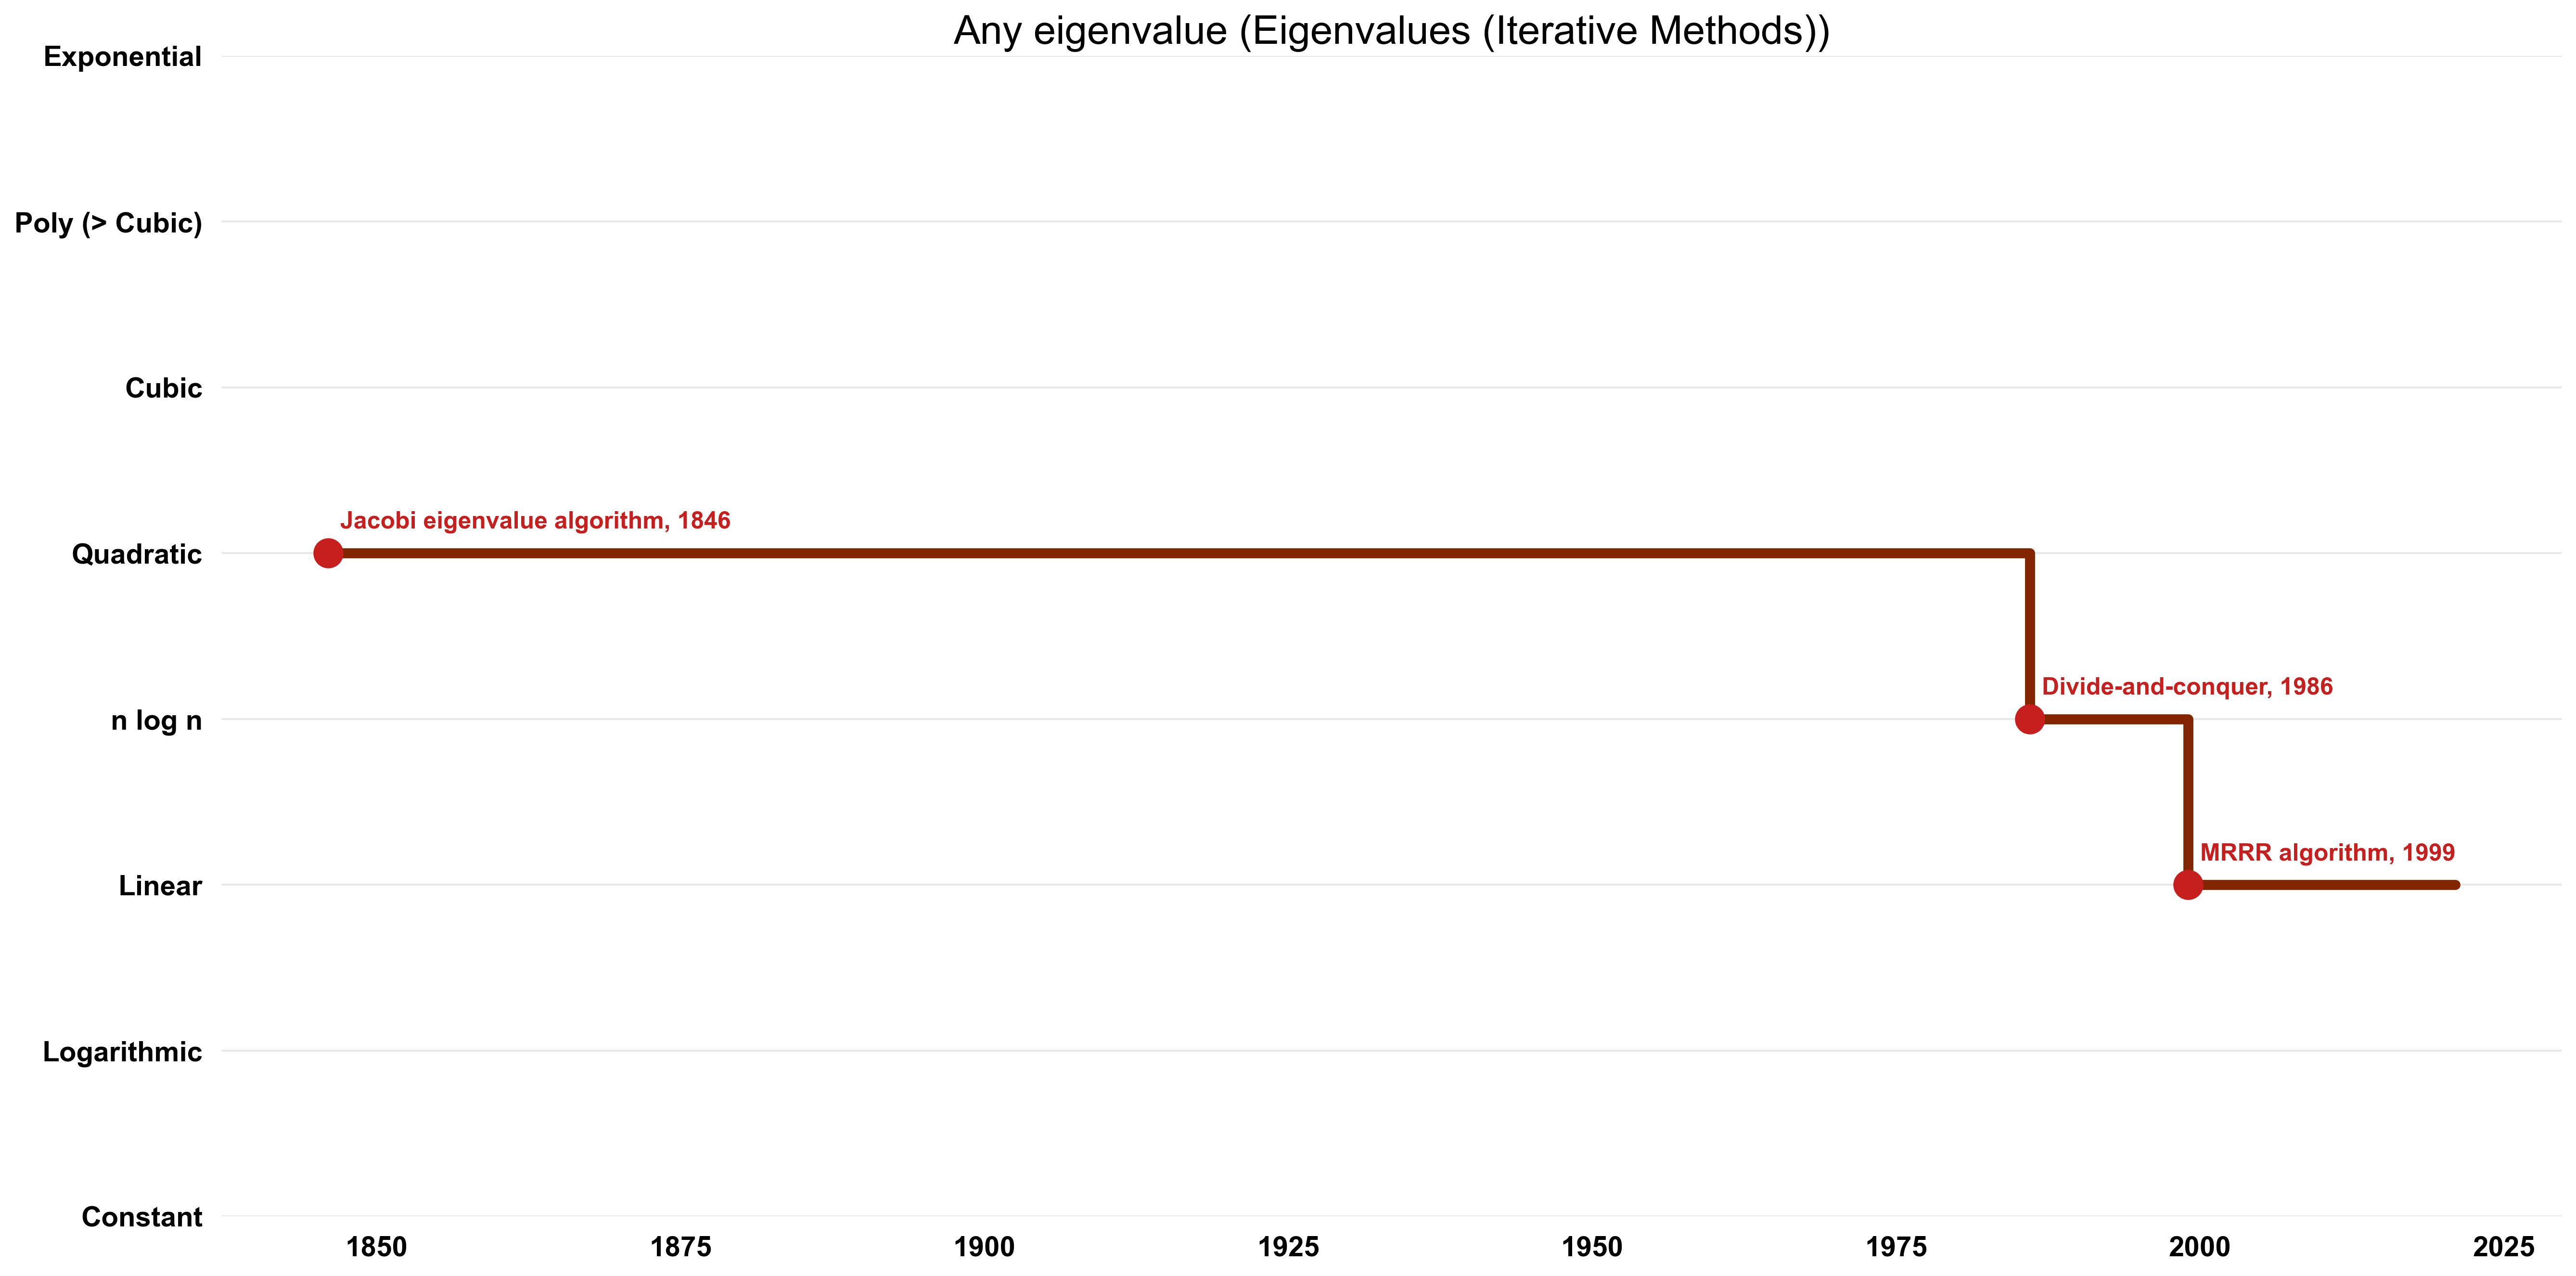 Any eigenvalue (Eigenvalues (Iterative Methods))
Exponential
Poly (> Cubic)
Cubic
Jacobi eigenvalue algorithm, 1846
Quadratic
Divide-and-conquer, 1986
n log n
MRRR algorithm, 1999
Linear
Logarithmic
Constant
1850 1875 1900 1925 1950 1975 2000 2025